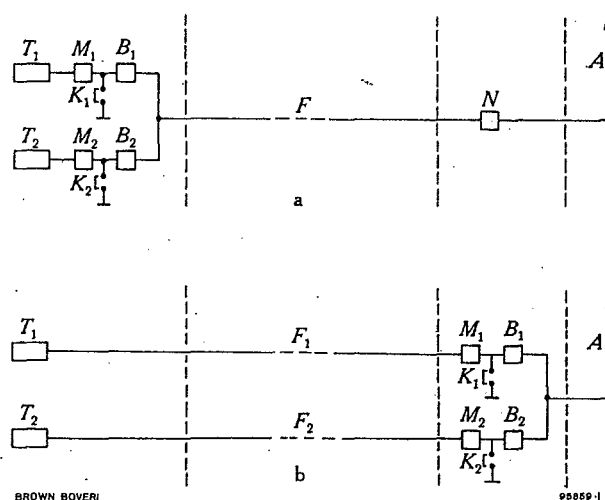 T1 M1 B1 A
K1 F N
T2 M2 B2
K2 a
T1 F1 M1 B1 A
K1
T2 F2 M2 B2
K2
b
BROWN BOVERI 95859·I